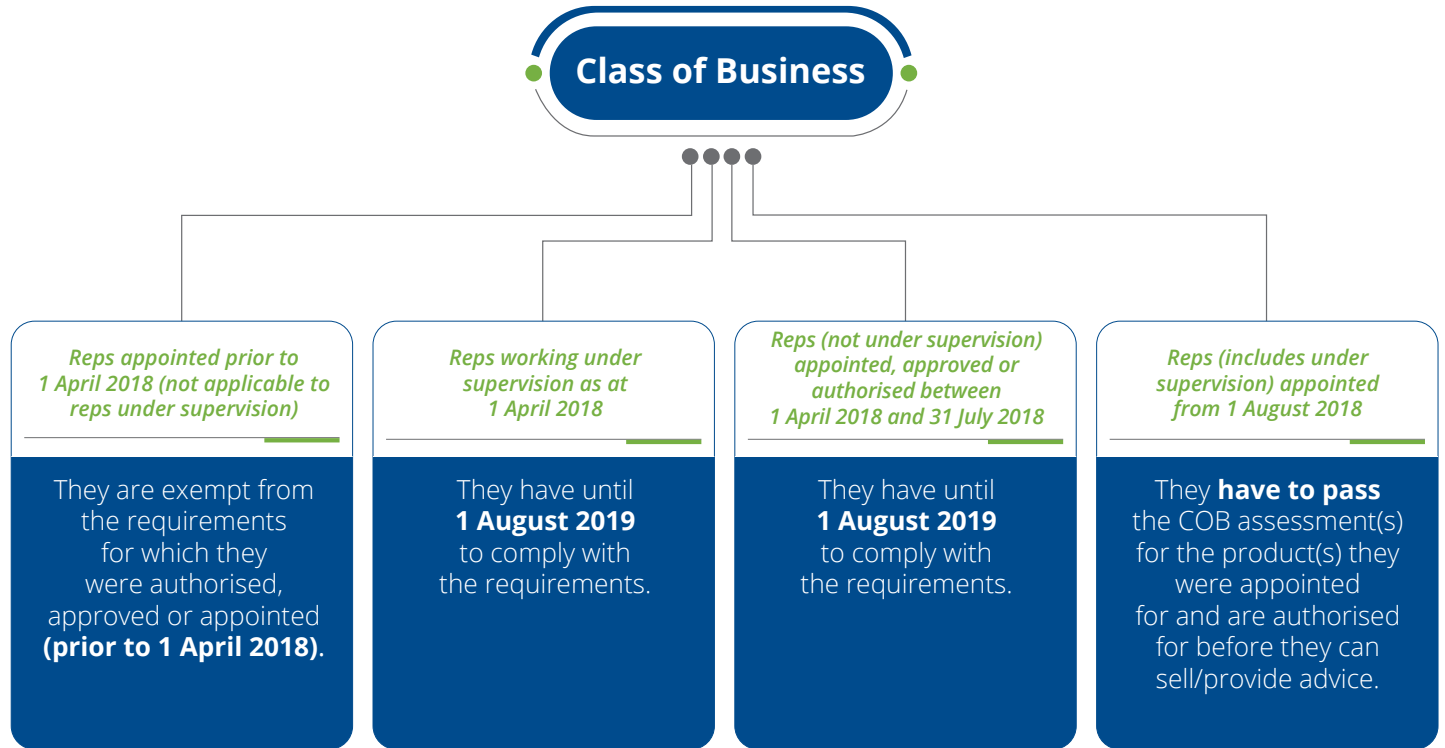 Class of Business
Reps appointed prior to
1 April 2018 (not applicable to
reps under supervision)
They are exempt from
the requirements
for which they
were authorised,
approved or appointed
(prior to 1 April 2018).
Reps working under
supervision as at
1 April 2018
They have until
1 August 2019
to comply with
the requirements.
Reps (not under supervision)
appointed, approved or
authorised between
1 April 2018 and 31 July 2018
They have until
1 August 2019
to comply with
the requirements.
Reps (includes under
supervision) appointed
from 1 August 2018
They have to pass
the COB assessment(s)
for the product(s) they
were appointed
for and are authorised
for before they can
sell/provide advice.